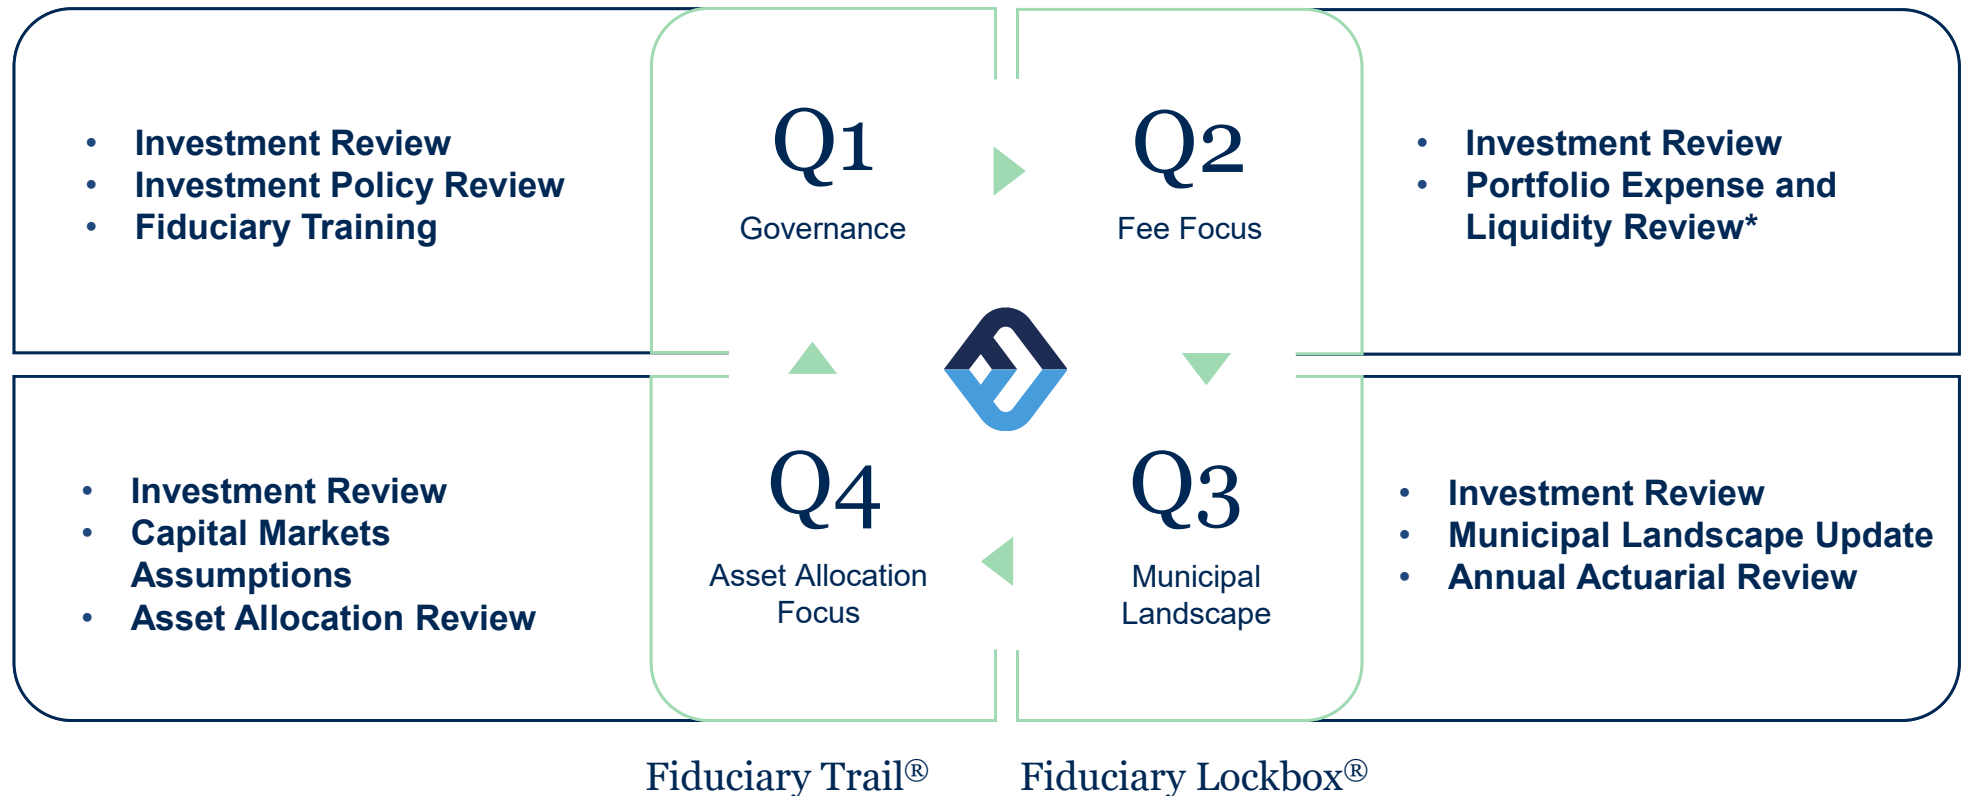 • Investment Review
• Investment Policy Review
• Fiduciary Training
Q1
Governance
Q2
Fee Focus
• Investment Review
• Portfolio Expense and
Liquidity Review*
• Investment Review
• Capital Markets
Assumptions
• Asset Allocation Review
Q4
Asset Allocation
Focus
Q3
Municipal
Landscape
• Investment Review
• Municipal Landscape Update
• Annual Actuarial Review
Fiduciary Trail®
Fiduciary Lockbox®